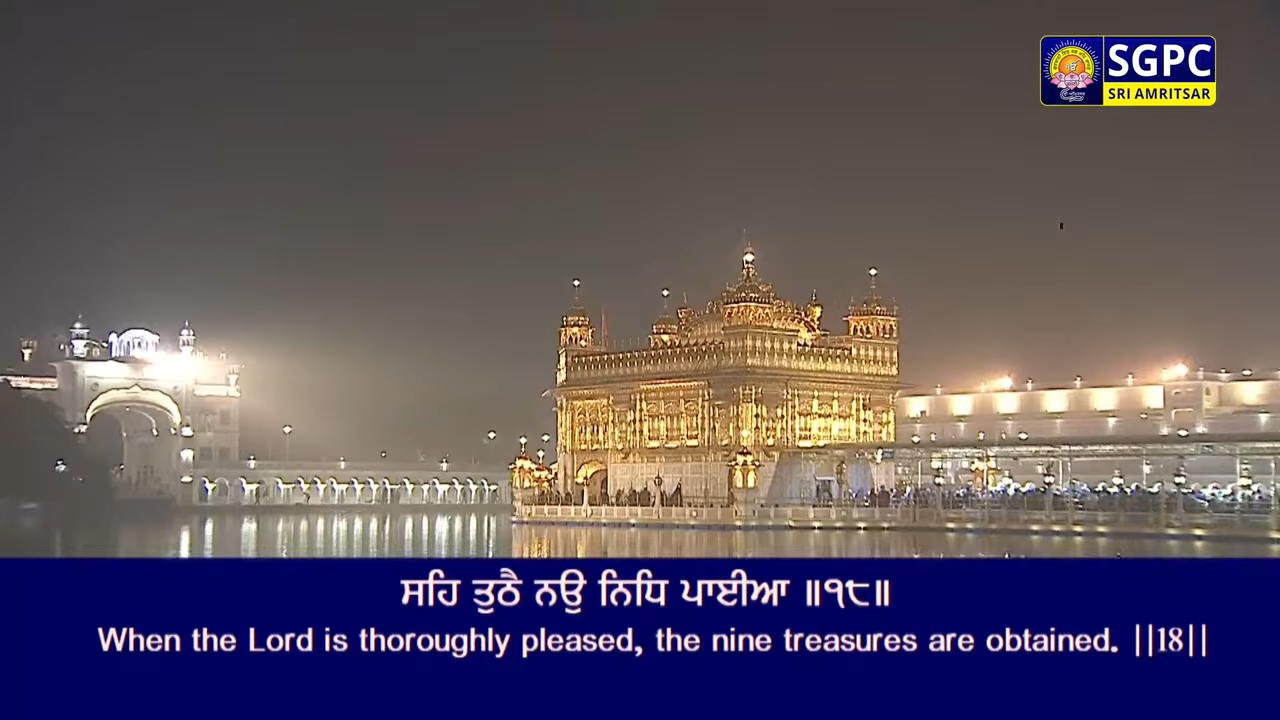 SGPC
SRI AMRITSAR
ਸਹਿ ਤੁਠੈ ਨਉ ਨਿਧਿ ਪਾਈਆ ॥੧੮॥
When the Lord is thoroughly pleased, the nine treasures are obtained. ||18||